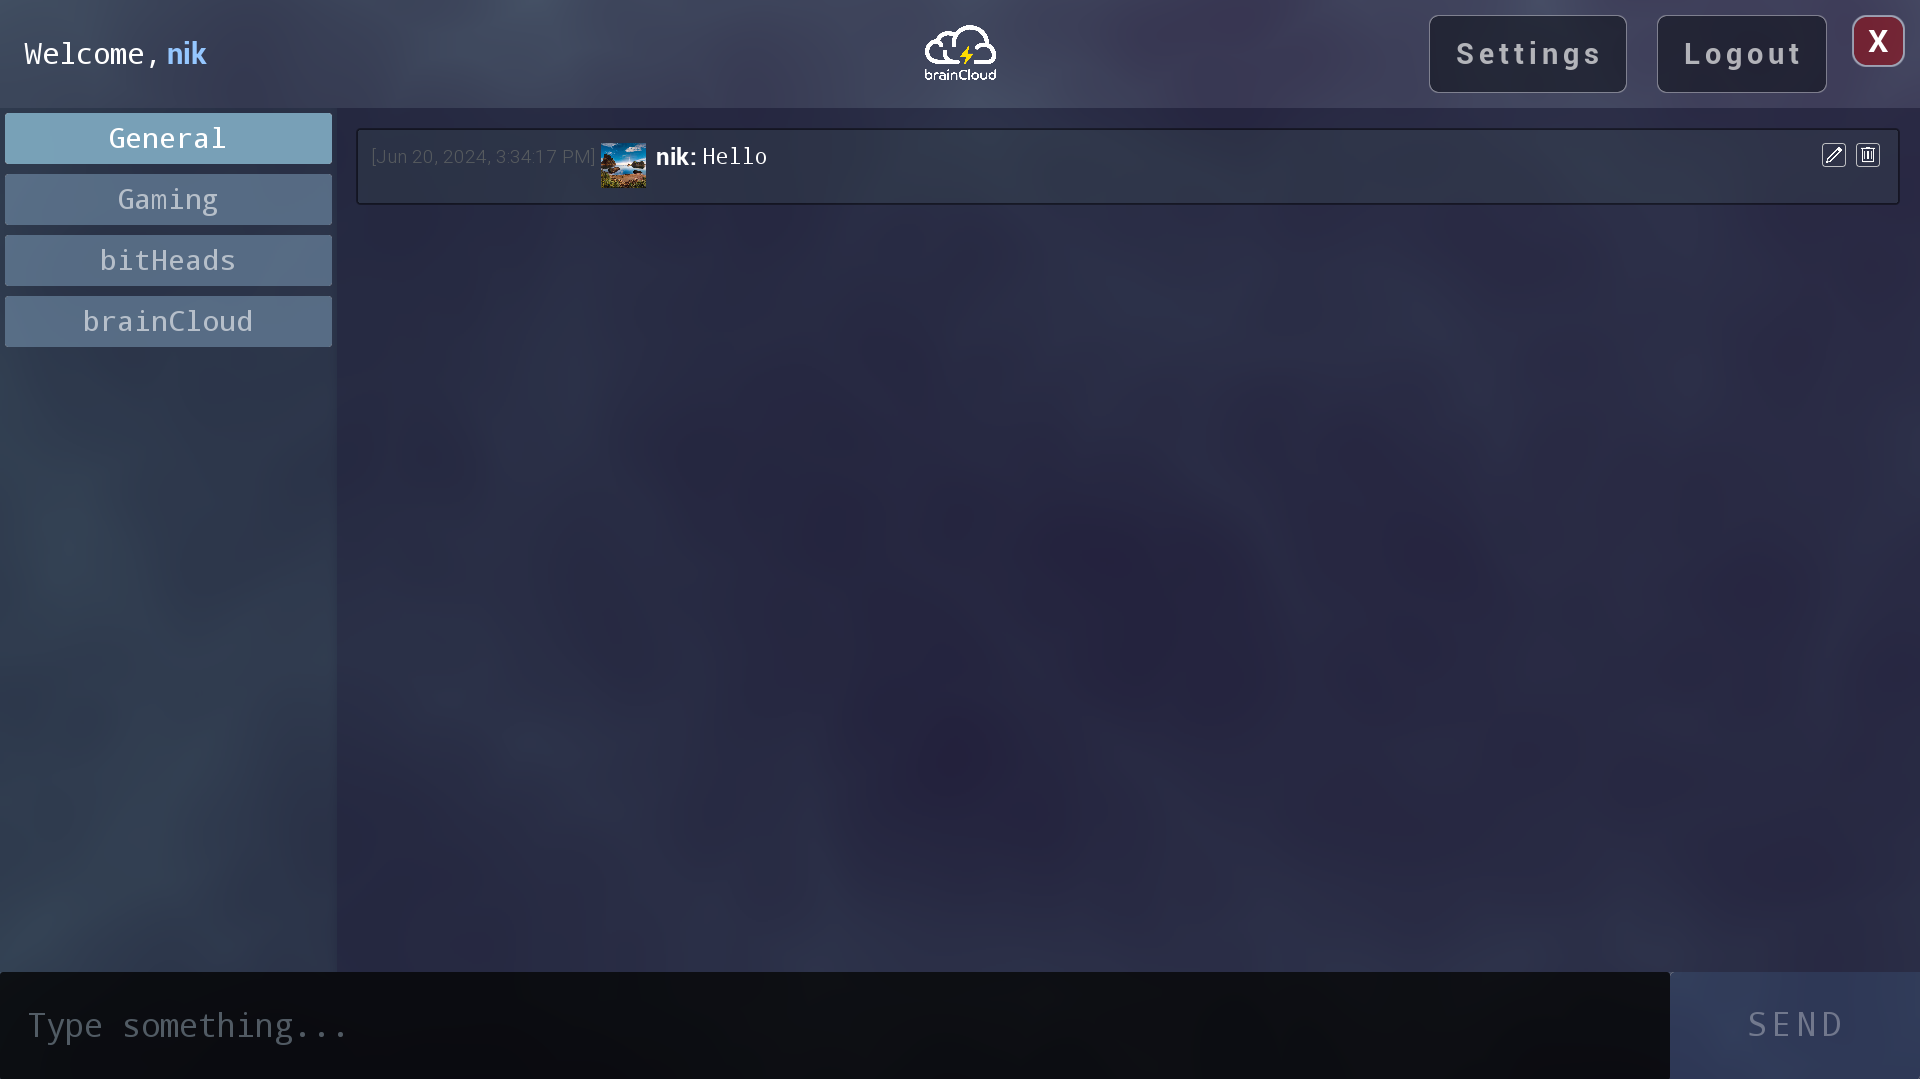 Welcome, nik
brainCloud
Settings
Logout
X
General
Gaming
bitHeads
brainCloud
[Jun 20, 2024, 3:34:17 PM] nik: Hello
Type something...
SEND